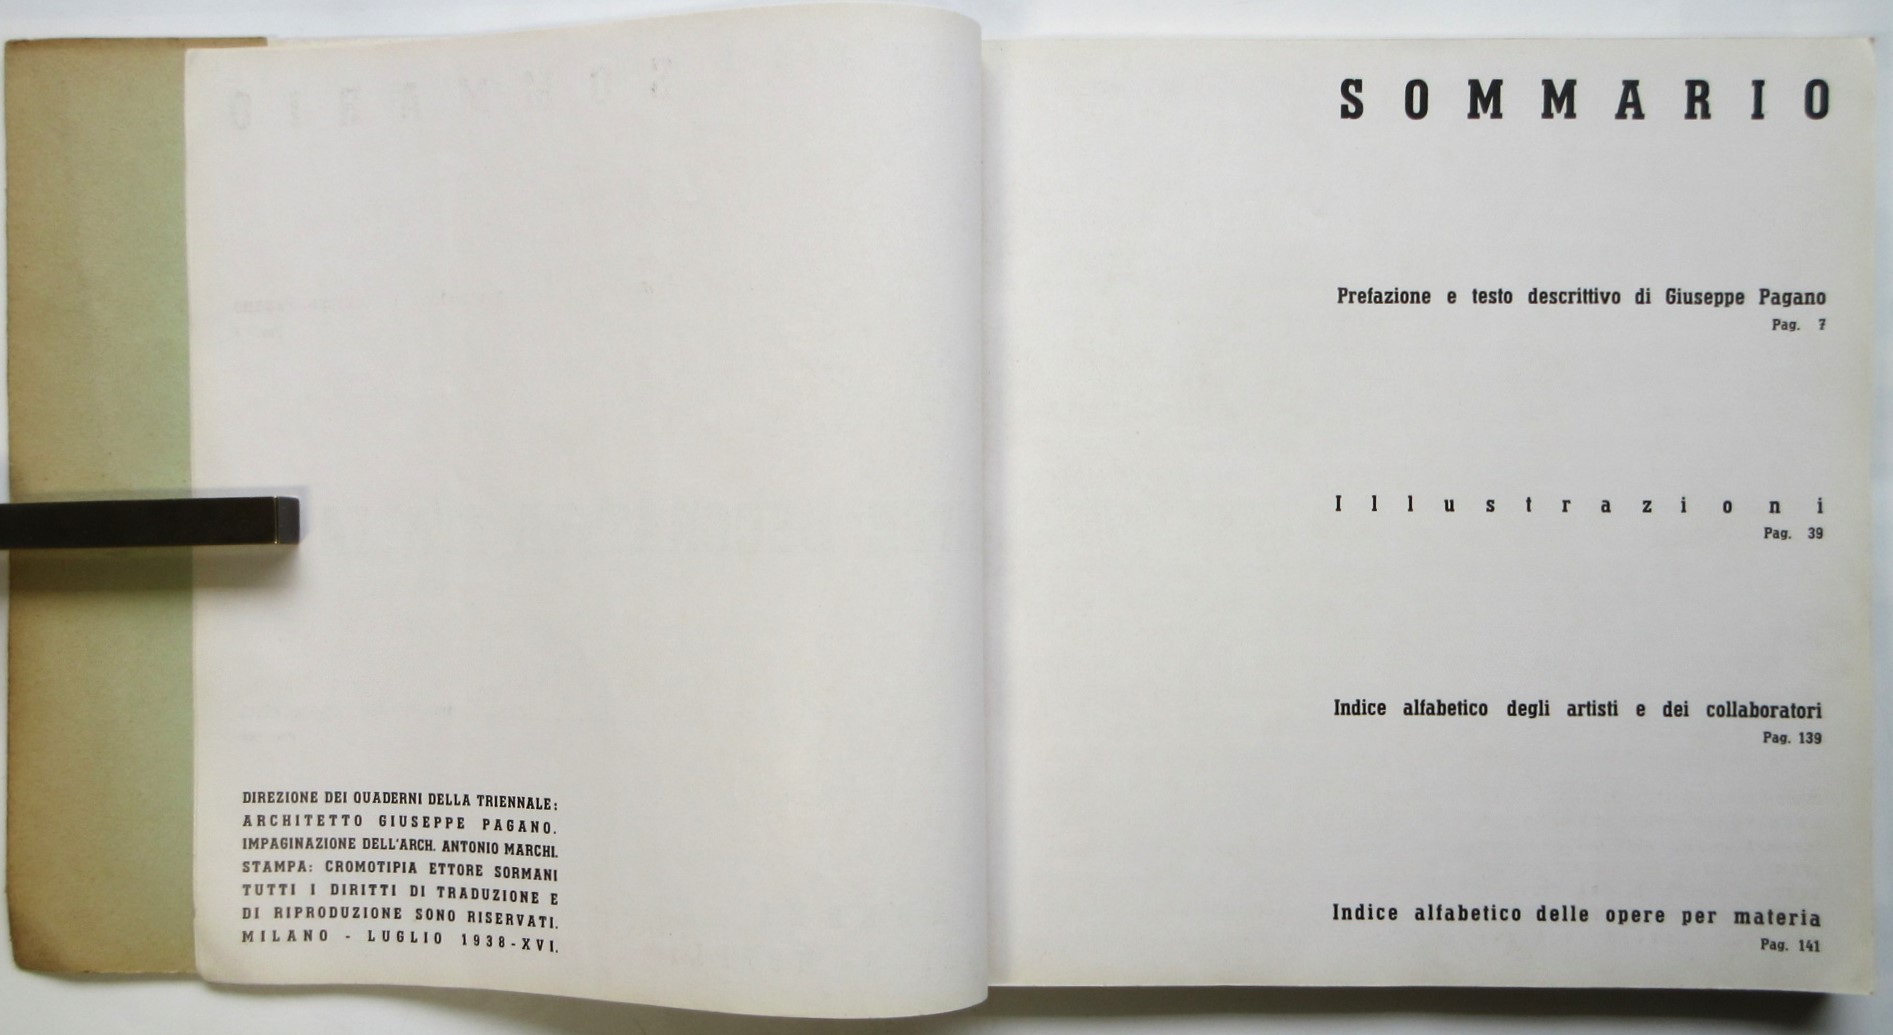 DIREZIONE DEI QUADERNI DELLA TRIENNALE:
ARCHITETTO GIUSEPPE PAGANO.
IMPAGINAZIONE DELL'ARCH. ANTONIO MARCHI.
STAMPA: CROMOTIPIA ETTORE SORMANI
TUTTI I DIRITTI DI TRADUZIONE E
DI RIPRODUZIONE SONO RISERVATI.
MILANO - LUGLIO 1938-XVI.
SOMMARIO
Prefazione e testo descrittivo di Giuseppe Pagano
Pag. 7
Illustrazioni
Pag. 39
Indice alfabetico degli artisti e dei collaboratori
Pag. 139
Indice alfabetico delle opere per materia
Pag. 141